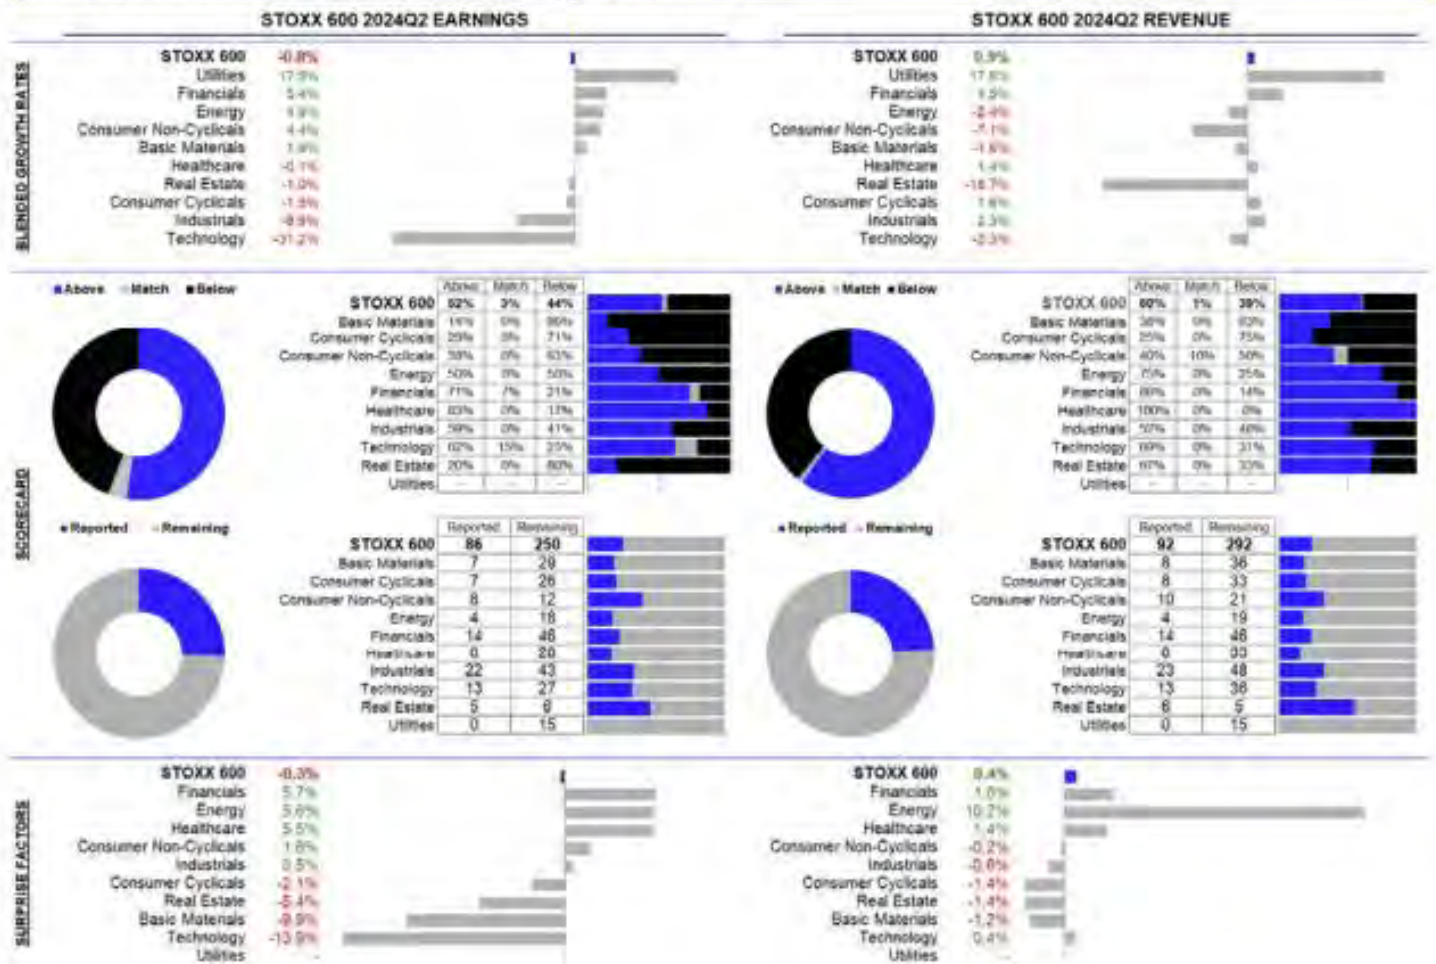 STOXX 600 2024Q2 EARNINGS
BLENDED GROWTH RATES
STOXX 600 -0.8%
Utilities 17.9%
Financials 5.4%
Energy
Consumer Non-Cyclicals 4.4%
Basic Materials
Healthcare -0.1%
Real Estate -1.0%
Consumer Cyclicals
Industrials
Technology -31.2%
STOXX 600 2024Q2 REVENUE
STOXX 600 0.9%
Utilities
Financials
Energy -2.4%
Consumer Non-Cyclicals -7.1%
Basic Materials
Healthcare 1.4%
Real Estate
Consumer Cyclicals
Industrials 2.3%
Technology -2.3%
SCORECARD
Above Match Below
Above Match Below
STOXX 600 52% 3% 44%
Basic Materials 14% 0% 86%
Consumer Cyclicals 29% 0% 71%
Consumer Non-Cyclicals 38% 0% 63%
Energy 50% 0% 50%
Financials 71% 7% 21%
Healthcare 83% 0% 17%
Industrials 59% 0% 41%
Technology 62% 15% 23%
Real Estate 20% 0% 80%
Utilities - - -
Reported Remaining
Reported Remaining
STOXX 600 86 250
Basic Materials 7 29
Consumer Cyclicals 7 26
Consumer Non-Cyclicals 8 12
Energy 4 18
Financials 14 46
Healthcare 6
Industrials 22 43
Technology 13 27
Real Estate 5 6
Utilities 0 15
Above Match Below
Above Match Below
STOXX 600 60% 1% 39%
Basic Materials 38% 0% 63%
Consumer Cyclicals 25% 0% 75%
Consumer Non-Cyclicals 40% 10% 50%
Energy 75% 0% 25%
Financials 86% 0% 14%
Healthcare 100% 0% 0%
Industrials 0%
Technology 69% 0% 31%
Real Estate 67% 0% 33%
Utilities - - -
Reported Remaining
Reported Remaining
STOXX 600 92 292
Basic Materials 8 36
Consumer Cyclicals 8 33
Consumer Non-Cyclicals 10 21
Energy 4 19
Financials 14 46
Healthcare 6
Industrials 23 48
Technology 13 36
Real Estate 6 5
Utilities 0 15
SURPRISE FACTORS
STOXX 600 -0.3%
Financials 5.7%
Energy 5.6%
Healthcare 5.5%
Consumer Non-Cyclicals 1.6%
Industrials 0.5%
Consumer Cyclicals -2.1%
Real Estate -5.4%
Basic Materials -9.9%
Technology -13.9%
Utilities
STOXX 600 0.4%
Financials
Energy 10.7%
Healthcare 1.4%
Consumer Non-Cyclicals -0.2%
Industrials -0.6%
Consumer Cyclicals -1.4%
Real Estate -1.4%
Basic Materials -1.2%
Technology 0.4%
Utilities